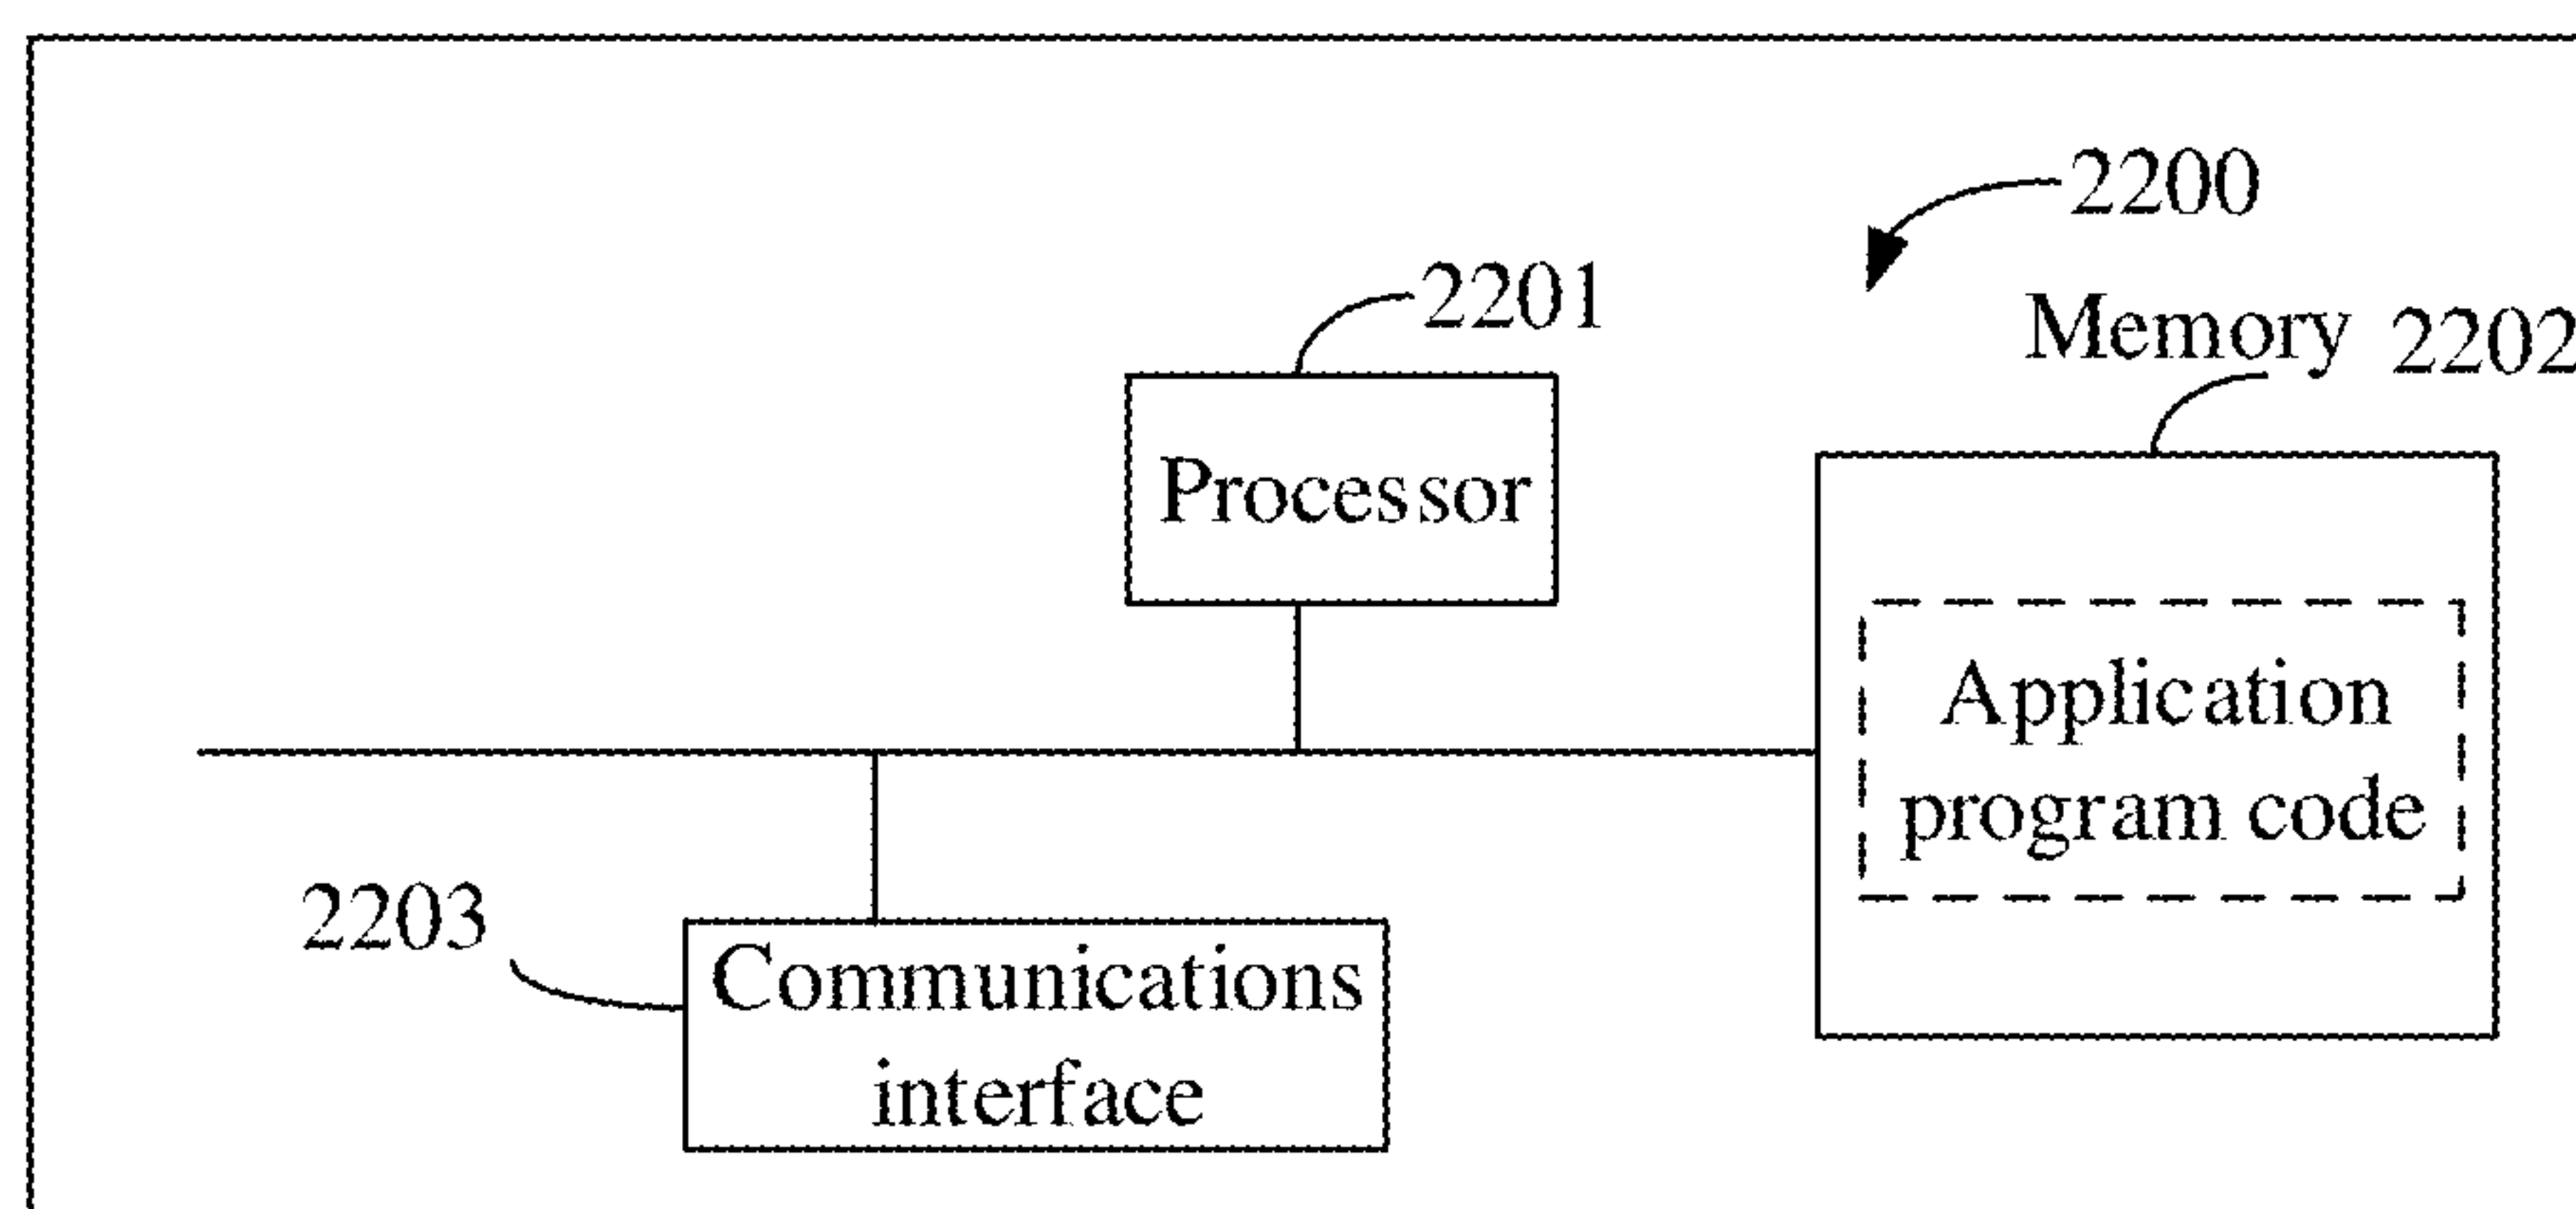 2200
2201
Memory 2202
Processor
Application
program code
2203
Communications
interface